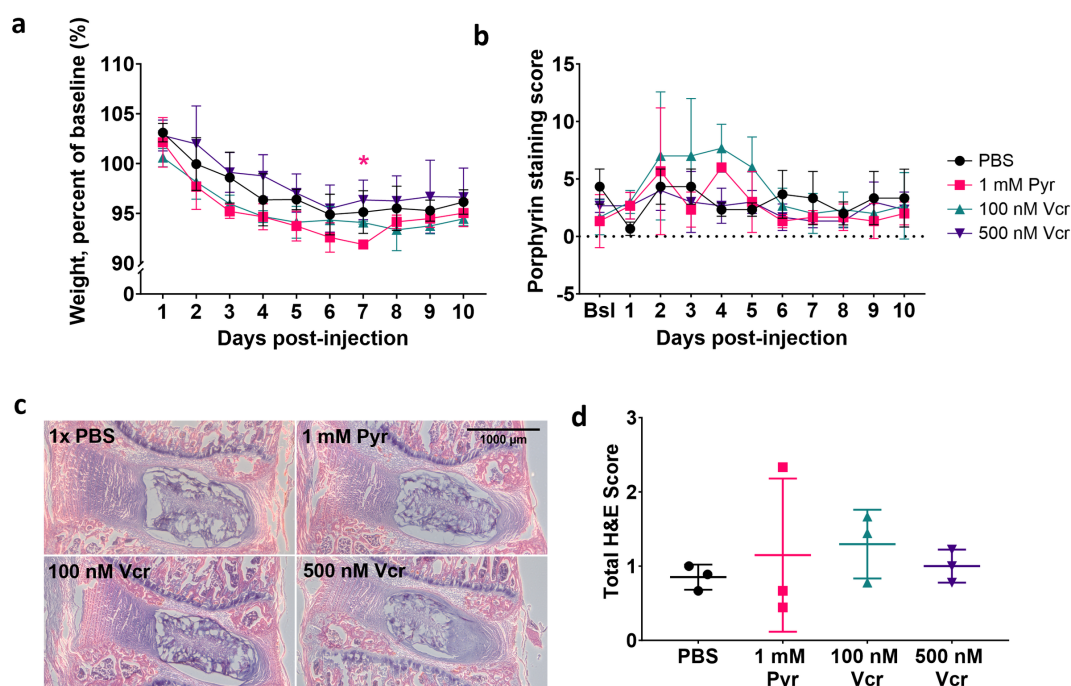 a
Weight, percent of baseline (%)
110
105
100
95
90
0
*
1 2 3 4 5 6 7 8 9 10
Days post-injection
b
Porphyrin staining score
15
10
5
0
-5
Bsl 1 2 3 4 5 6 7 8 9 10
Days post-injection
PBS
1 mM Pyr
100 nM Vcr
500 nM Vcr
c
1x PBS
1 mM Pyr
1000 µm
100 nM Vcr
500 nM Vcr
d
Total H&E Score
3
2
1
0
PBS
1 mM
Pyr
100 nM
Vcr
500 nM
Vcr